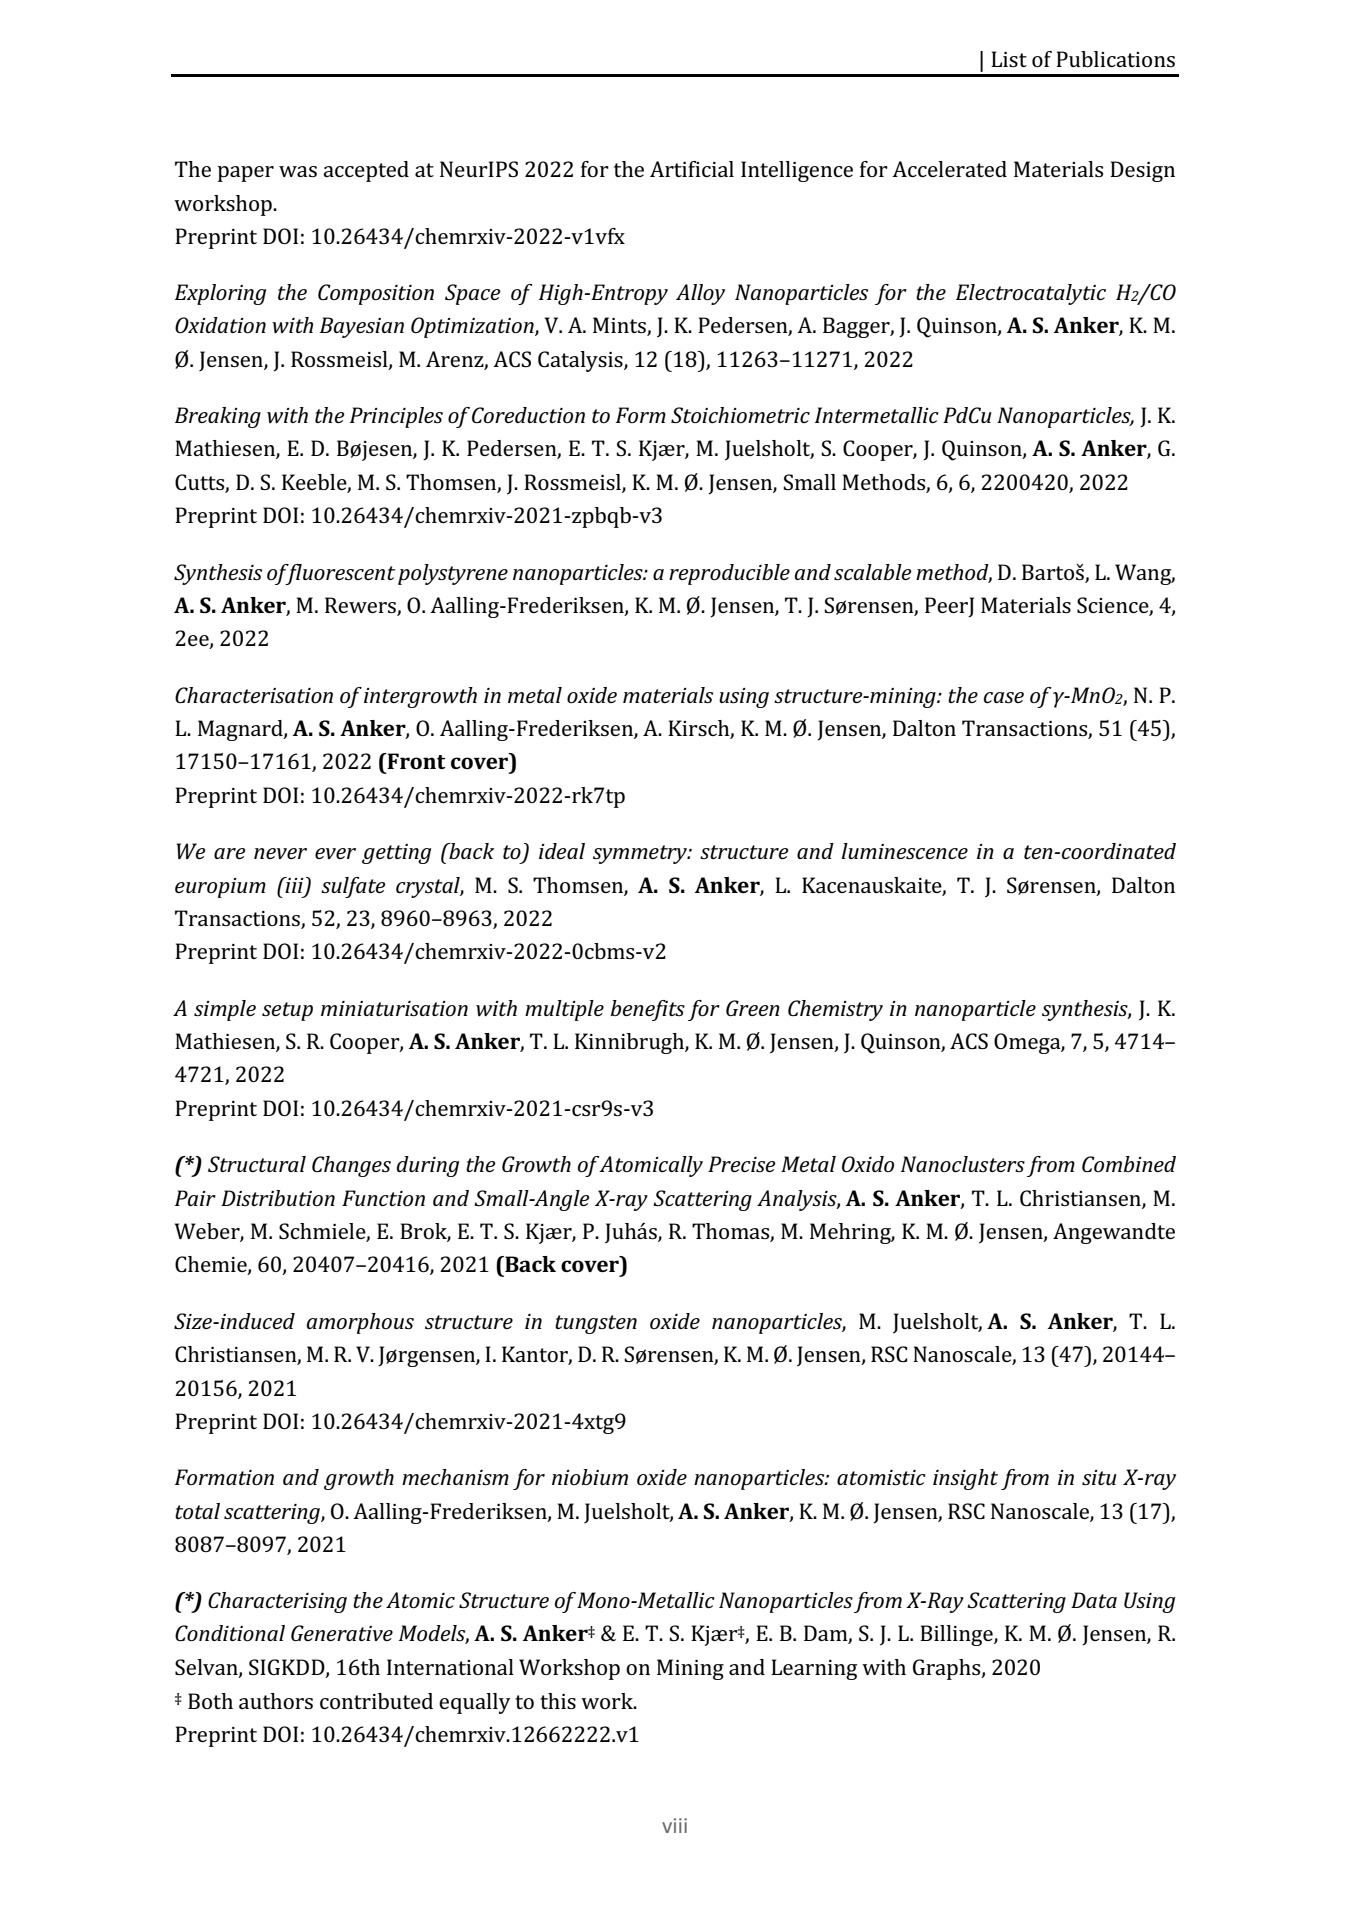 | List of Publications
The paper was accepted at NeurIPS 2022 for the Artificial Intelligence for Accelerated Materials Design
workshop.
Preprint DOI: 10.26434/chemrxiv-2022-v1vfx
Exploring the Composition Space of High-Entropy Alloy Nanoparticles for the Electrocatalytic H₂/CO
Oxidation with Bayesian Optimization, V. A. Mints, J. K. Pedersen, A. Bagger, J. Quinson, A. S. Anker, K. M.
Ø. Jensen, J. Rossmeisl, M. Arenz, ACS Catalysis, 12 (18), 11263–11271, 2022
Breaking with the Principles of Coreduction to Form Stoichiometric Intermetallic PdCu Nanoparticles, J. K.
Mathiesen, E. D. Bøjesen, J. K. Pedersen, E. T. S. Kjær, M. Juelsholt, S. Cooper, J. Quinson, A. S. Anker, G.
Cutts, D. S. Keeble, M. S. Thomsen, J. Rossmeisl, K. M. Ø. Jensen, Small Methods, 6, 6, 2200420, 2022
Preprint DOI: 10.26434/chemrxiv-2021-zpbqb-v3
Synthesis of fluorescent polystyrene nanoparticles: a reproducible and scalable method, D. Bartoš, L. Wang,
A. S. Anker, M. Rewers, O. Aalling-Frederiksen, K. M. Ø. Jensen, T. J. Sørensen, PeerJ Materials Science, 4,
2ee, 2022
Characterisation of intergrowth in metal oxide materials using structure-mining: the case of γ-MnO₂, N. P.
L. Magnard, A. S. Anker, O. Aalling-Frederiksen, A. Kirsch, K. M. Ø. Jensen, Dalton Transactions, 51 (45),
17150–17161, 2022 (Front cover)
Preprint DOI: 10.26434/chemrxiv-2022-rk7tp
We are never ever getting (back to) ideal symmetry: structure and luminescence in a ten-coordinated
europium (iii) sulfate crystal, M. S. Thomsen, A. S. Anker, L. Kacenauskaite, T. J. Sørensen, Dalton
Transactions, 52, 23, 8960–8963, 2022
Preprint DOI: 10.26434/chemrxiv-2022-0cbms-v2
A simple setup miniaturisation with multiple benefits for Green Chemistry in nanoparticle synthesis, J. K.
Mathiesen, S. R. Cooper, A. S. Anker, T. L. Kinnibrugh, K. M. Ø. Jensen, J. Quinson, ACS Omega, 7, 5, 4714–
4721, 2022
Preprint DOI: 10.26434/chemrxiv-2021-csr9s-v3
(*) Structural Changes during the Growth of Atomically Precise Metal Oxido Nanoclusters from Combined
Pair Distribution Function and Small-Angle X-ray Scattering Analysis, A. S. Anker, T. L. Christiansen, M.
Weber, M. Schmiele, E. Brok, E. T. S. Kjær, P. Juhás, R. Thomas, M. Mehring, K. M. Ø. Jensen, Angewandte
Chemie, 60, 20407–20416, 2021 (Back cover)
Size-induced amorphous structure in tungsten oxide nanoparticles, M. Juelsholt, A. S. Anker, T. L.
Christiansen, M. R. V. Jørgensen, I. Kantor, D. R. Sørensen, K. M. Ø. Jensen, RSC Nanoscale, 13 (47), 20144–
20156, 2021
Preprint DOI: 10.26434/chemrxiv-2021-4xtg9
Formation and growth mechanism for niobium oxide nanoparticles: atomistic insight from in situ X-ray
total scattering, O. Aalling-Frederiksen, M. Juelsholt, A. S. Anker, K. M. Ø. Jensen, RSC Nanoscale, 13 (17),
8087–8097, 2021
(*) Characterising the Atomic Structure of Mono-Metallic Nanoparticles from X-Ray Scattering Data Using
Conditional Generative Models, A. S. Anker‡ & E. T. S. Kjær‡, E. B. Dam, S. J. L. Billinge, K. M. Ø. Jensen, R.
Selvan, SIGKDD, 16th International Workshop on Mining and Learning with Graphs, 2020
‡ Both authors contributed equally to this work.
Preprint DOI: 10.26434/chemrxiv.12662222.v1
viii